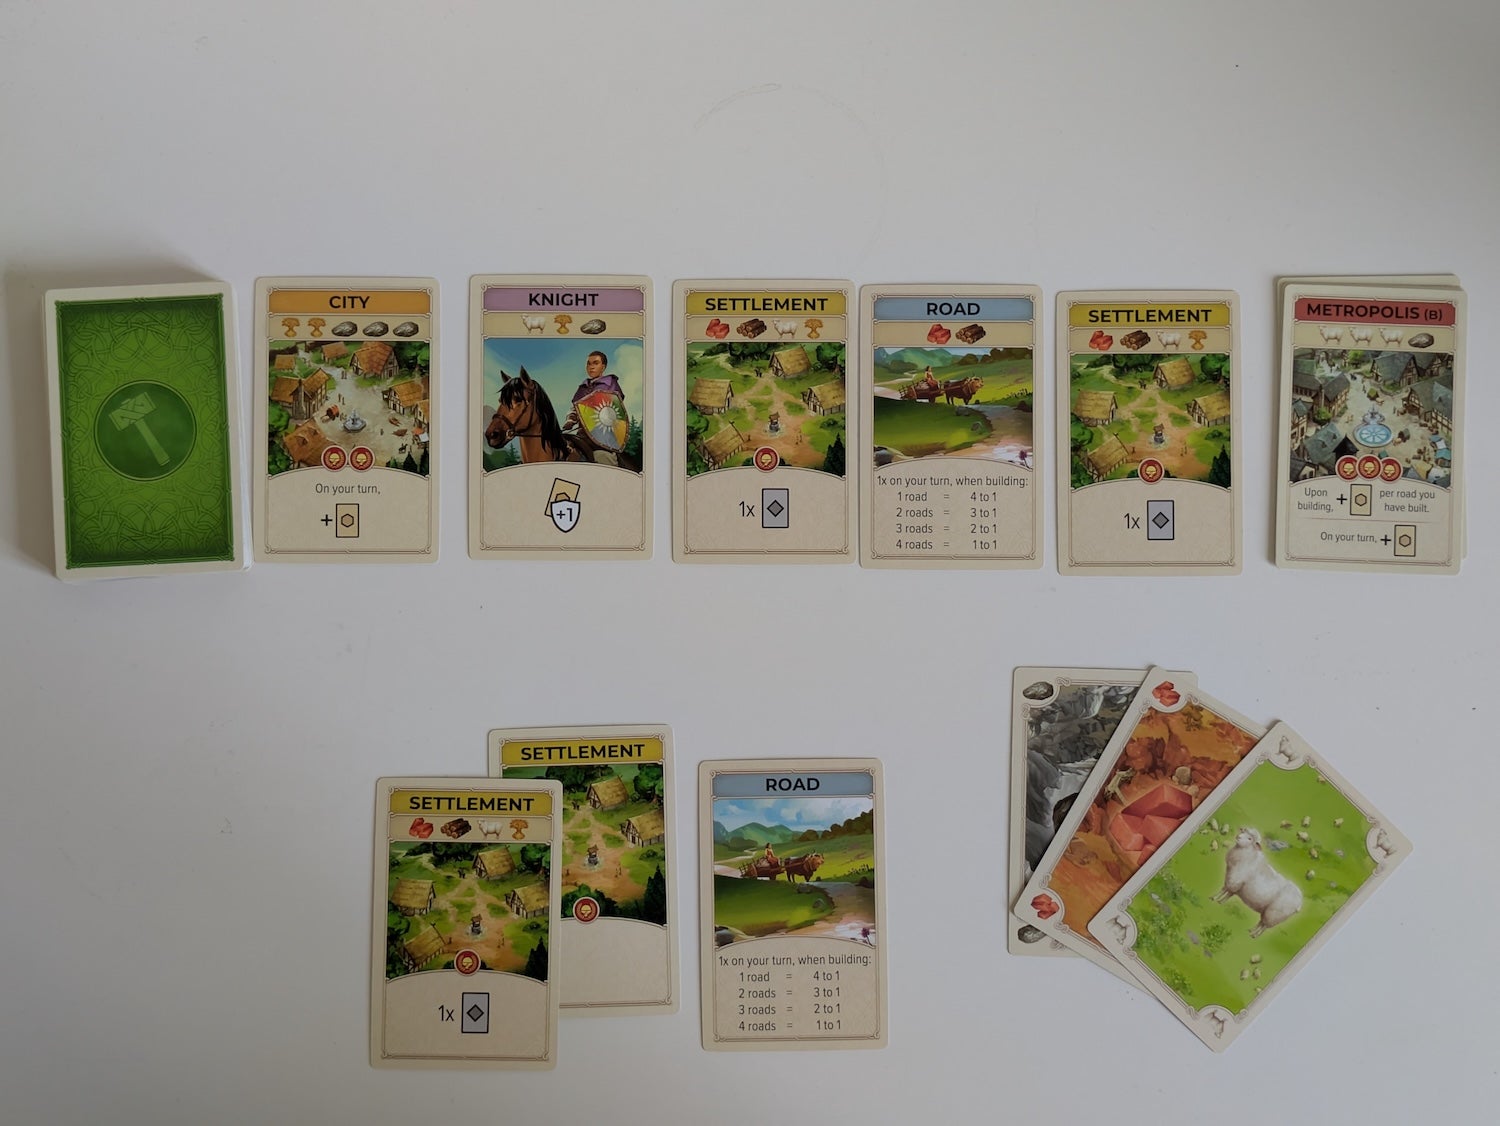 CITY
On your turn,
+
KNIGHT
+1
SETTLEMENT
1x
ROAD
1x on your turn, when building:
1 road = 4 to 1
2 roads = 3 to 1
3 roads = 2 to 1
4 roads = 1 to 1
SETTLEMENT
1x
METROPOLIS (B)
Upon building, + per road you have built.
On your turn, +
SETTLEMENT
SETTLEMENT
1x
ROAD
1x on your turn, when building:
1 road = 4 to 1
2 roads = 3 to 1
3 roads = 2 to 1
4 roads = 1 to 1